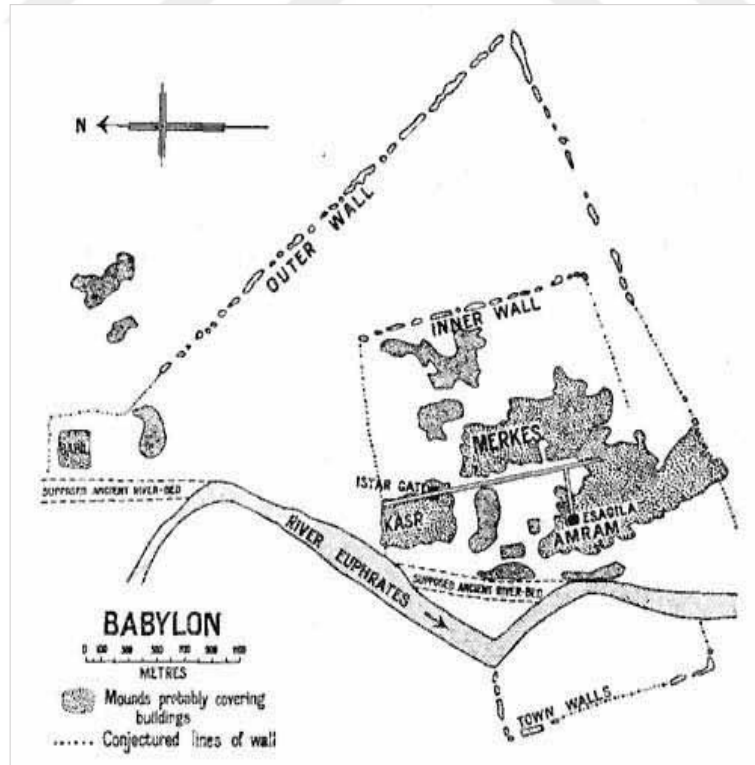 N
OUTER WALL
INNER WALL
MERKES
BABIL
SUPPOSED ANCIENT RIVER-BED
ISTAR GATE
KASR
ESAGILA
AMRAM
RIVER EUPHRATES
SUPPOSED ANCIENT RIVER-BED
TOWN WALLS
BABYLON
METRES
Mounds probably covering
buildings
Conjectured lines of wall